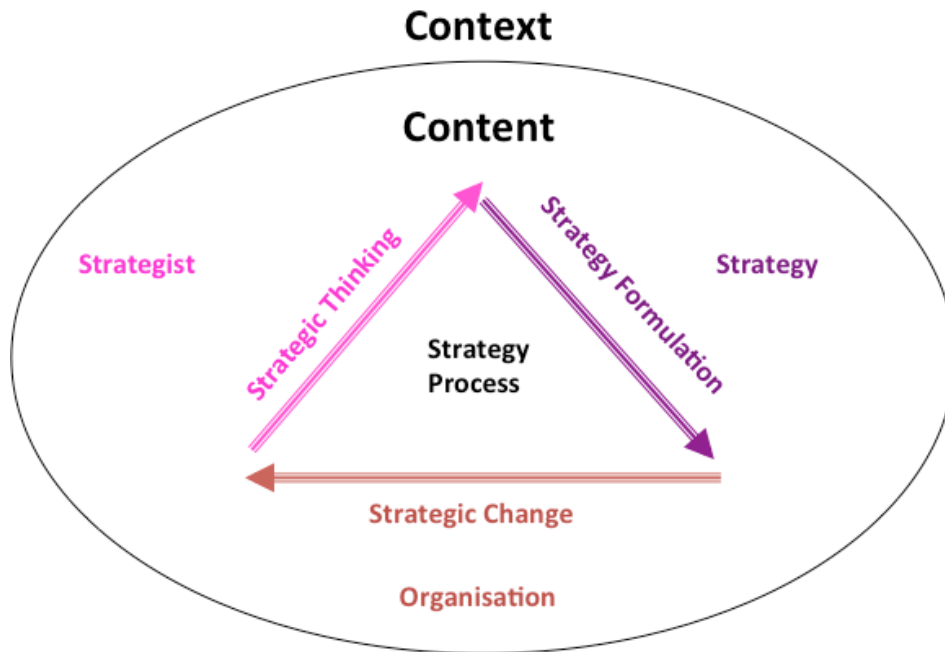 Context
Content
Strategist
Strategic Thinking
Strategy Formulation
Strategy
Strategy
Process
Strategic Change
Organisation